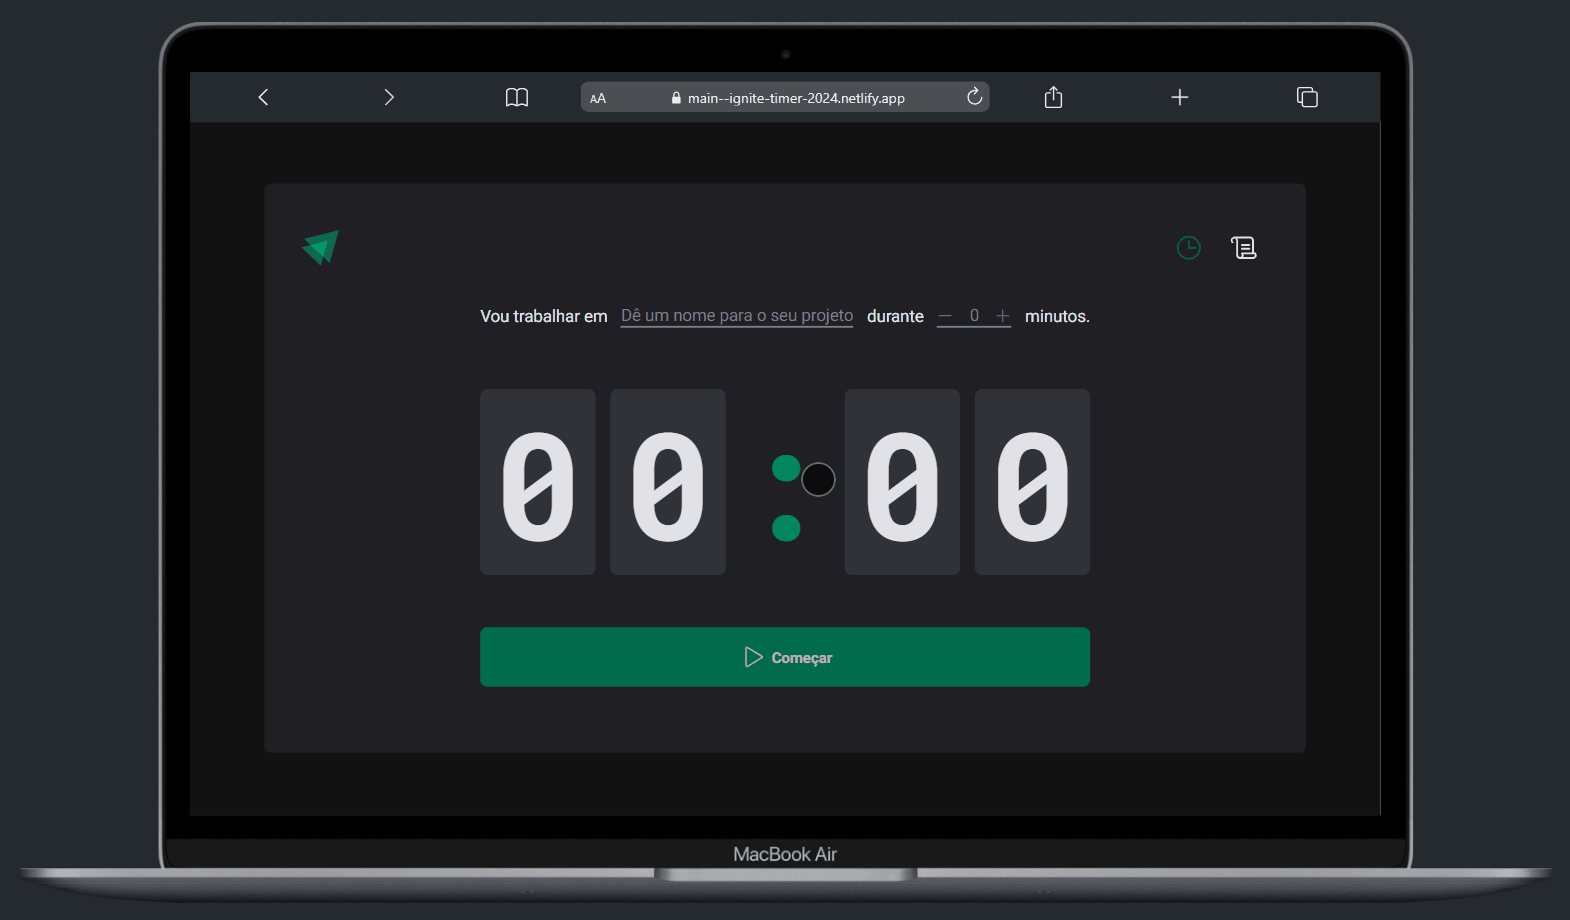 AA main--ignite-timer-2024.netlify.app
Vou trabalhar em Dê um nome para o seu projeto durante — 0 + minutos.
00:00
Começar
MacBook Air